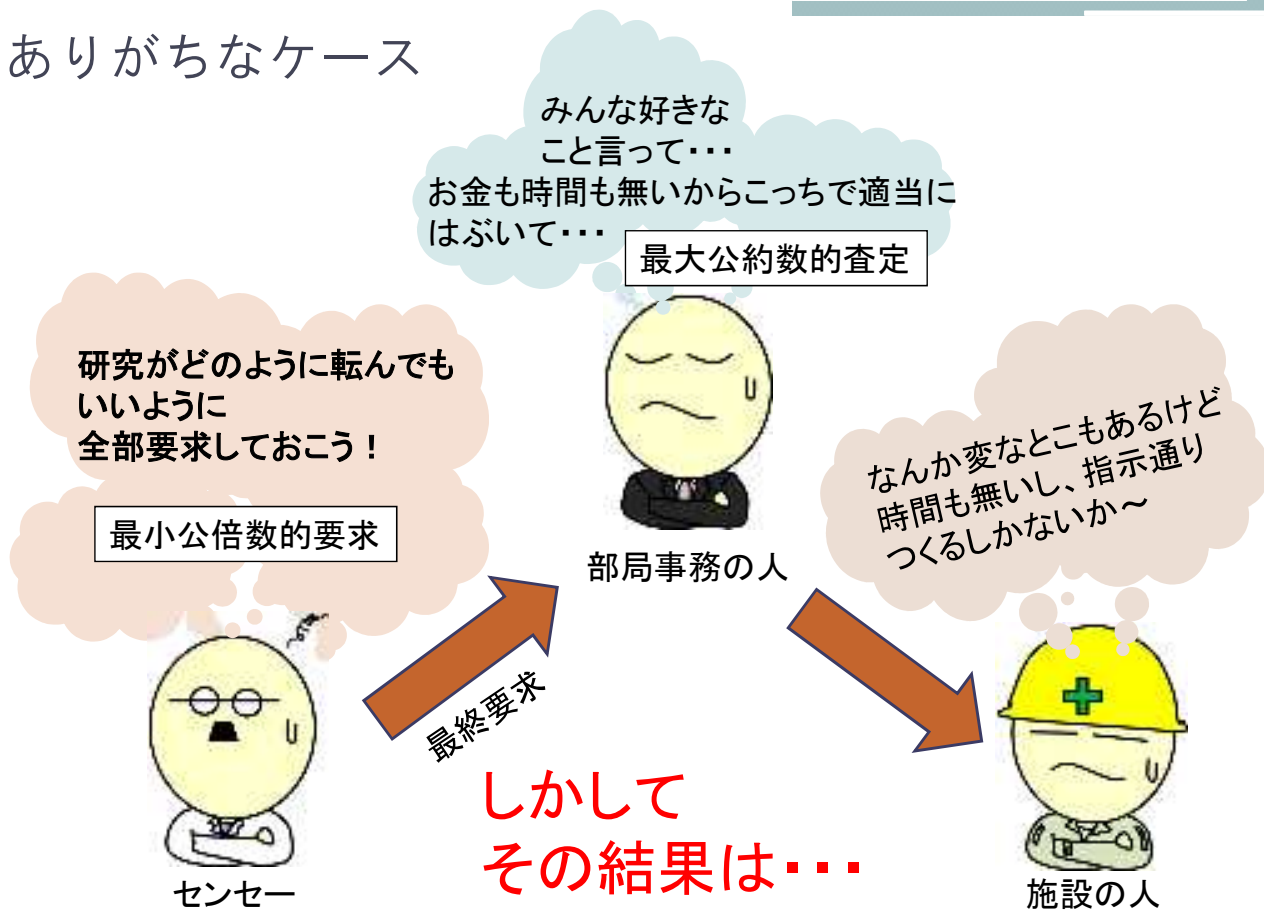 ありがちなケース
みんな好きな
こと言って・・・
お金も時間も無いからこっちで適当に
はぶいて・・・
最大公約数的査定
研究がどのように転んでも
いいように
全部要求しておこう！
最小公倍数的要求
なんか変なとこもあるけど
時間も無いし、指示通り
つくるしかないか～
部局事務の人
最終要求
しかして
その結果は・・・
センセー
施設の人